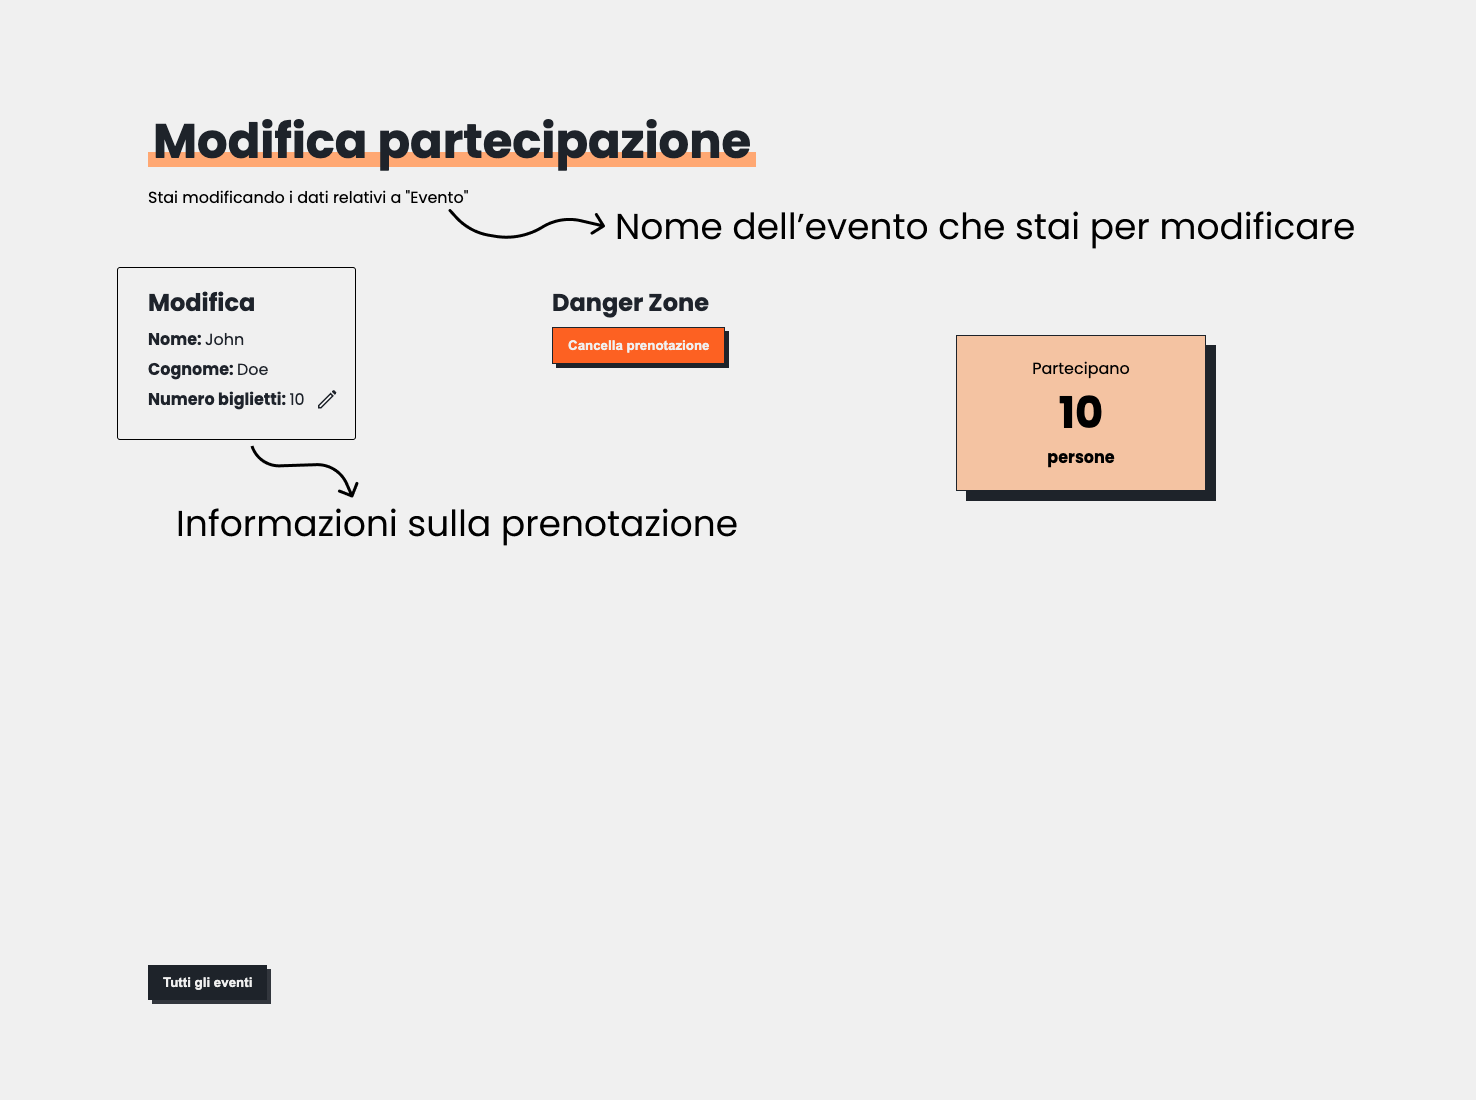 Modifica partecipazione
Stai modificando i dati relativi a "Evento"
Nome dell’evento che stai per modificare
Modifica
Nome: John
Cognome: Doe
Numero biglietti: 10
Informazioni sulla prenotazione
Danger Zone
Cancella prenotazione
Partecipano
10
persone
Tutti gli eventi